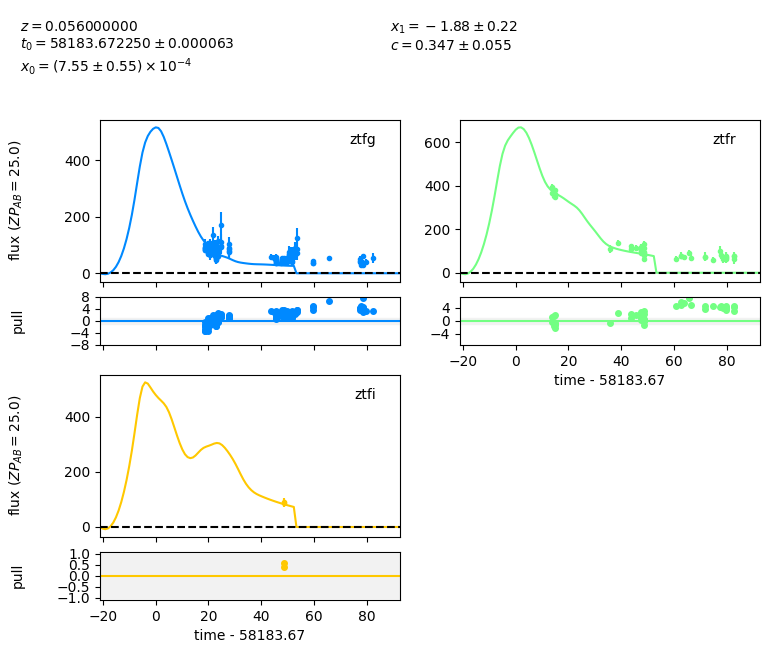 z = 0.056000000
t₀ = 58183.672250 ± 0.000063
x₀ = (7.55 ± 0.55) × 10⁻⁴
x₁ = −1.88 ± 0.22
c = 0.347 ± 0.055
flux (ZP_AB = 25.0)
400
200
0
ztfg
600
400
200
0
ztfr
pull
8
4
0
−4
−8
4
0
−4
−20 0 20 40 60 80
time - 58183.67
flux (ZP_AB = 25.0)
400
200
0
ztfi
pull
1.0
0.5
0.0
−0.5
−1.0
−20 0 20 40 60 80
time - 58183.67